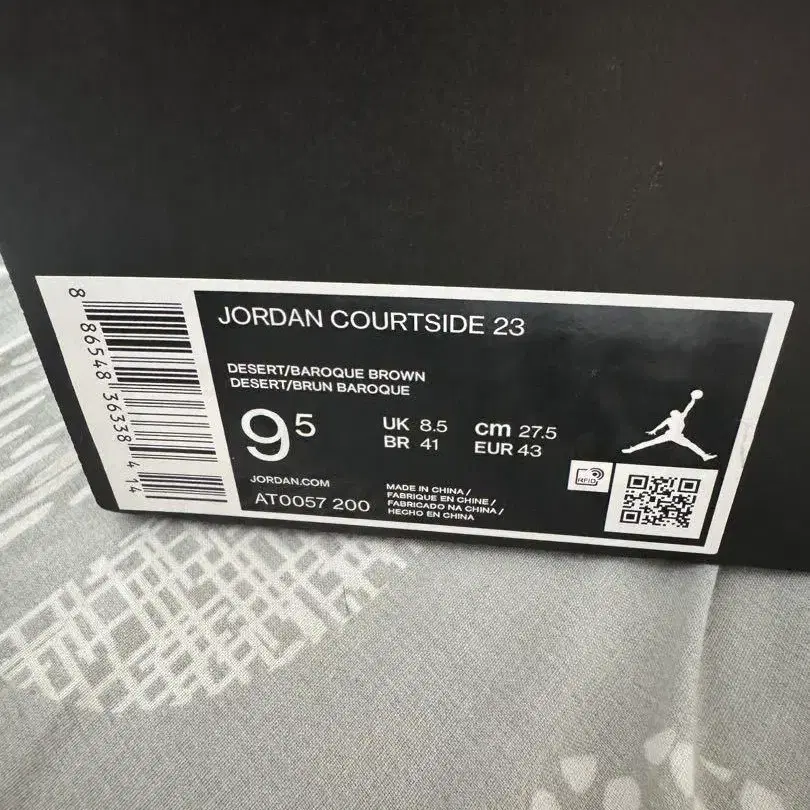 JORDAN COURTSIDE 23
DESERT/BAROQUE BROWN
DESERT/BRUN BAROQUE
9 5
UK 8.5
BR 41
cm 27.5
EUR 43
JORDAN.COM
AT0057 200
MADE IN CHINA /
FABRIQUE EN CHINE /
FABRICADO NA CHINA /
HECHO EN CHINA
RFID
8 86548 36338 4 14